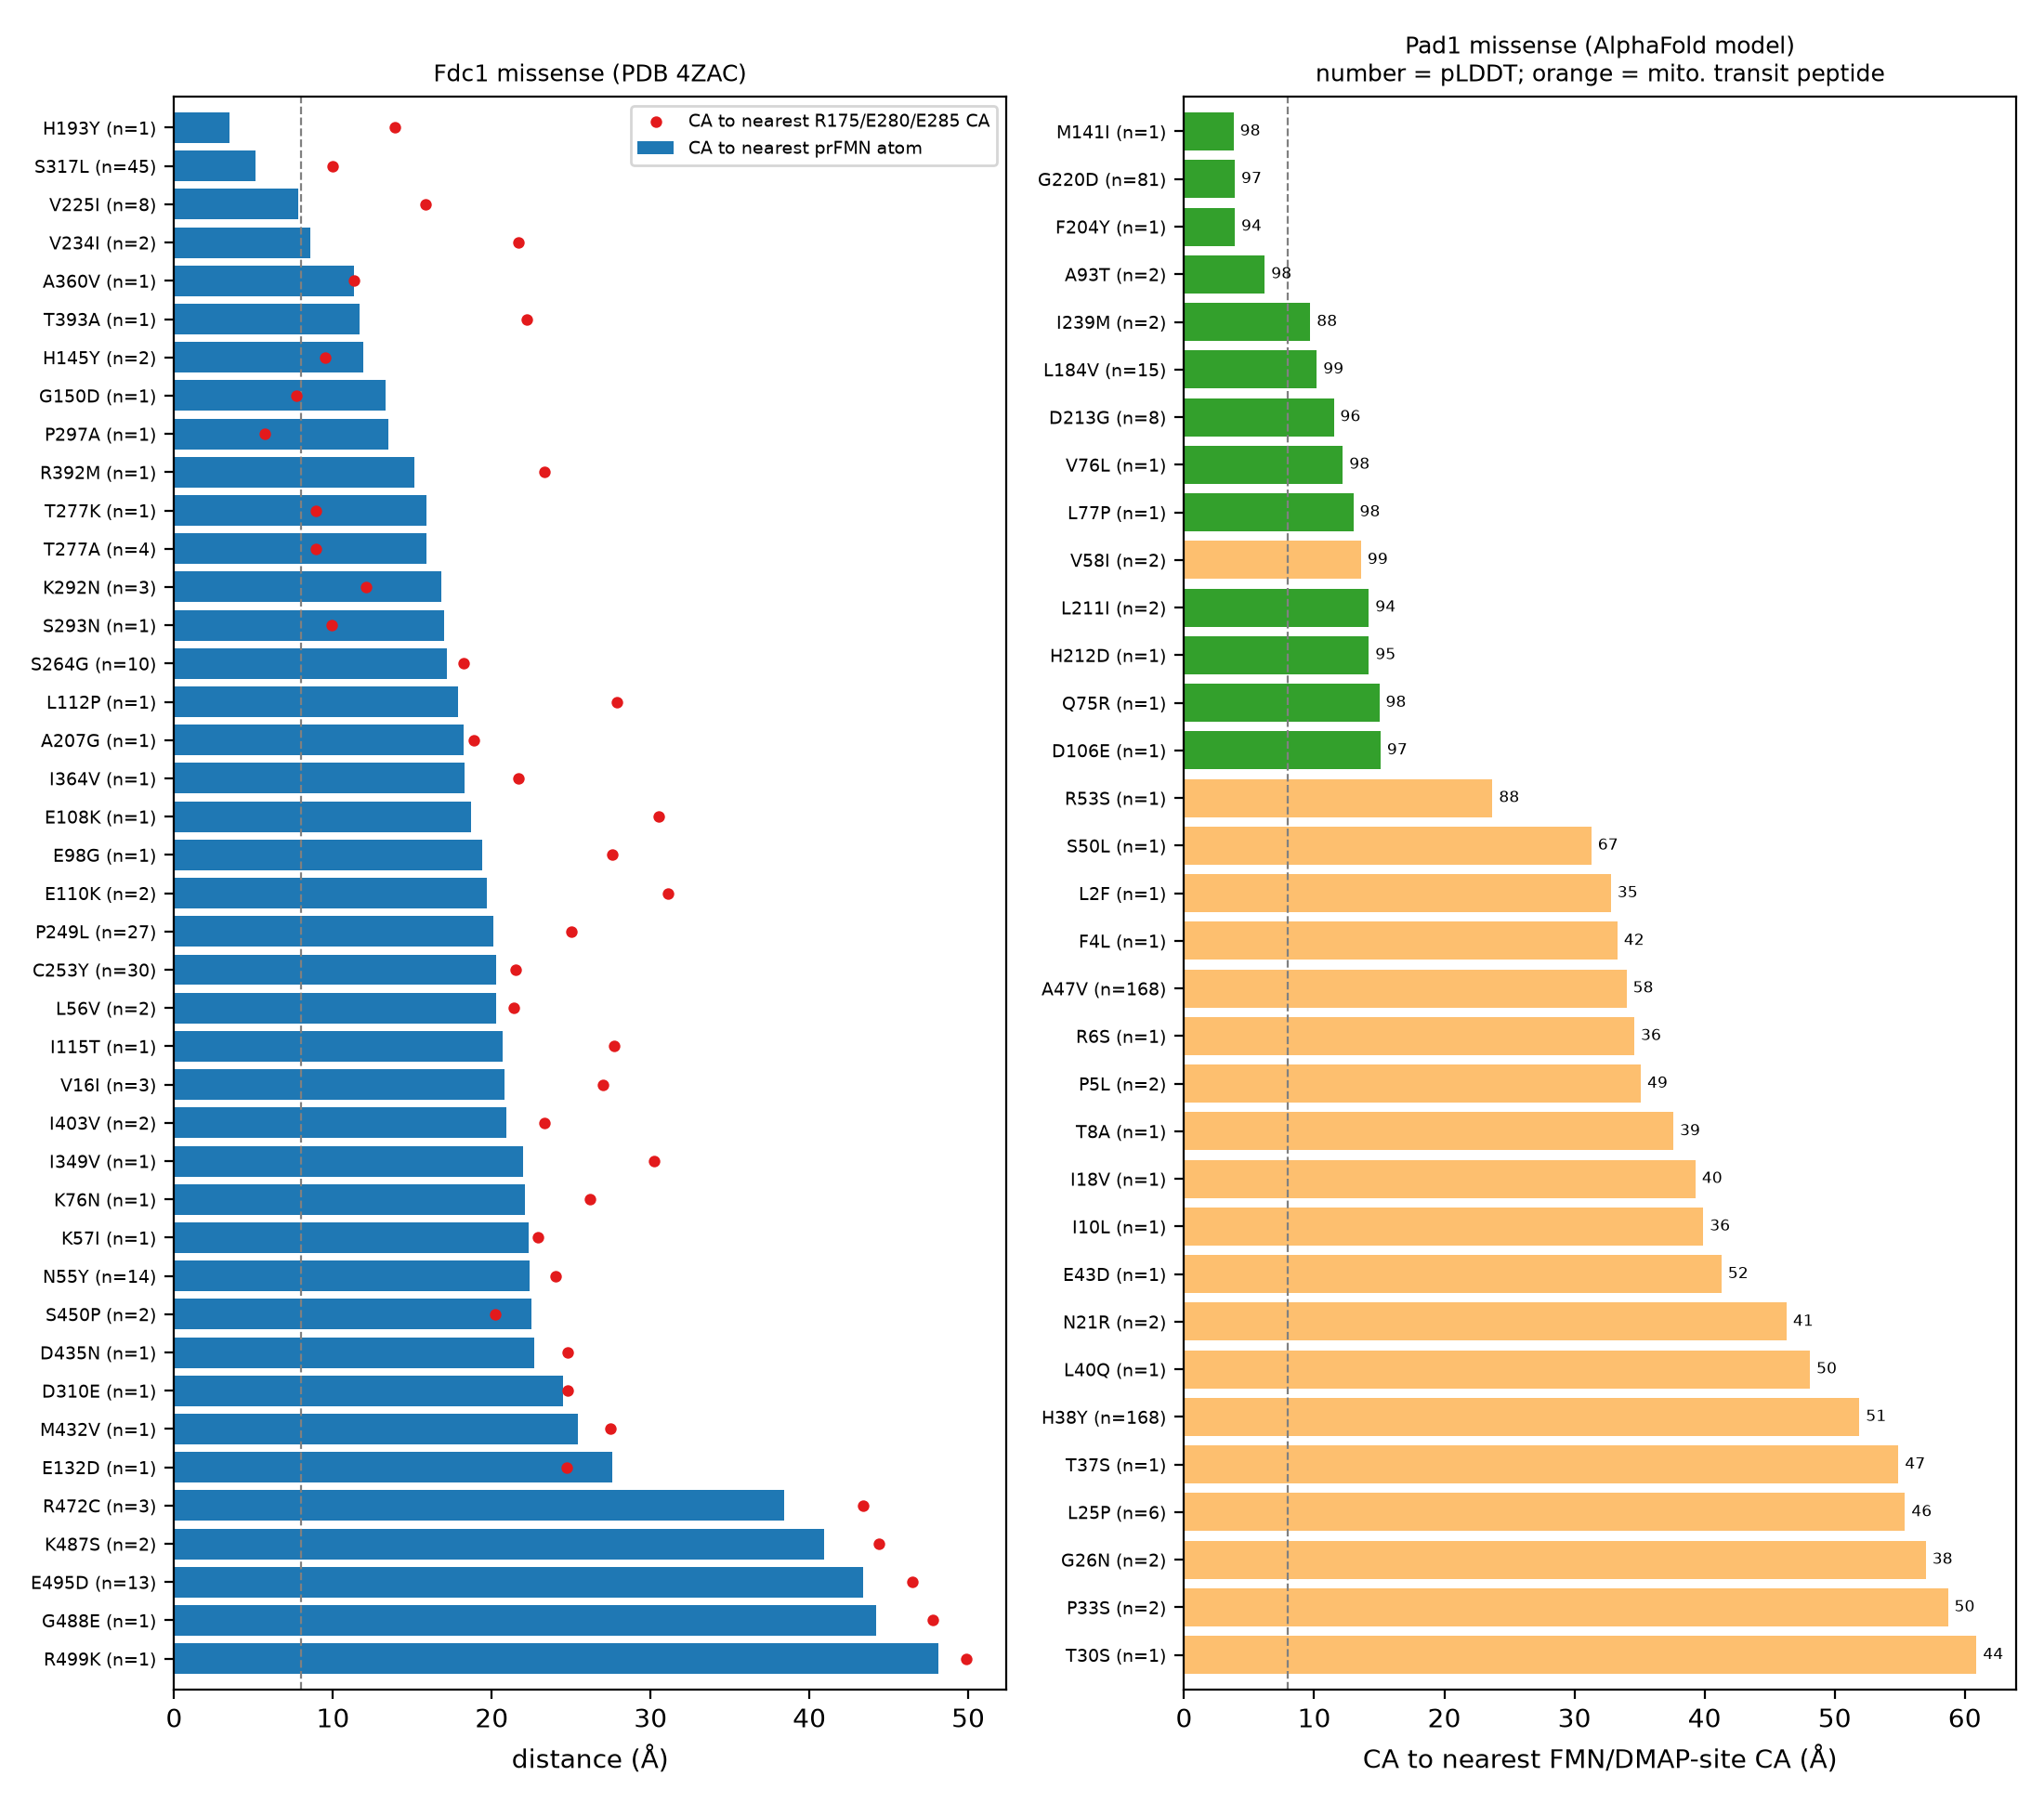 Fdc1 missense (PDB 4ZAC)
CA to nearest R175/E280/E285 CA
CA to nearest prFMN atom
H193Y (n=1)
S317L (n=45)
V225I (n=8)
V234I (n=2)
A360V (n=1)
T393A (n=1)
H145Y (n=2)
G150D (n=1)
P297A (n=1)
R392M (n=1)
T277K (n=1)
T277A (n=4)
K292N (n=3)
S293N (n=1)
S264G (n=10)
L112P (n=1)
A207G (n=1)
I364V (n=1)
E108K (n=1)
E98G (n=1)
E110K (n=2)
P249L (n=27)
C253Y (n=30)
L56V (n=2)
I115T (n=1)
V16I (n=3)
I403V (n=2)
I349V (n=1)
K76N (n=1)
K57I (n=1)
N55Y (n=14)
S450P (n=2)
D435N (n=1)
D310E (n=1)
M432V (n=1)
E132D (n=1)
R472C (n=3)
K487S (n=2)
E495D (n=13)
G488E (n=1)
R499K (n=1)
0 10 20 30 40 50
distance (Å)
Pad1 missense (AlphaFold model)
number = pLDDT; orange = mito. transit peptide
M141I (n=1) 98
G220D (n=81) 97
F204Y (n=1) 94
A93T (n=2) 98
I239M (n=2) 88
L184V (n=15) 99
D213G (n=8) 96
V76L (n=1) 98
L77P (n=1) 98
V58I (n=2) 99
L211I (n=2) 94
H212D (n=1) 95
Q75R (n=1) 98
D106E (n=1) 97
R53S (n=1) 88
S50L (n=1) 67
L2F (n=1) 35
F4L (n=1) 42
A47V (n=168) 58
R6S (n=1) 36
P5L (n=2) 49
T8A (n=1) 39
I18V (n=1) 40
I10L (n=1) 36
E43D (n=1) 52
N21R (n=2) 41
L40Q (n=1) 50
H38Y (n=168) 51
T37S (n=1) 47
L25P (n=6) 46
G26N (n=2) 38
P33S (n=2) 50
T30S (n=1) 44
0 10 20 30 40 50 60
CA to nearest FMN/DMAP-site CA (Å)